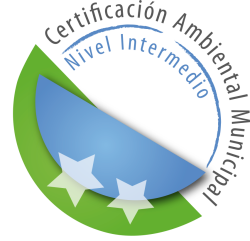 Certificación Ambiental Municipal
Nivel Intermedio